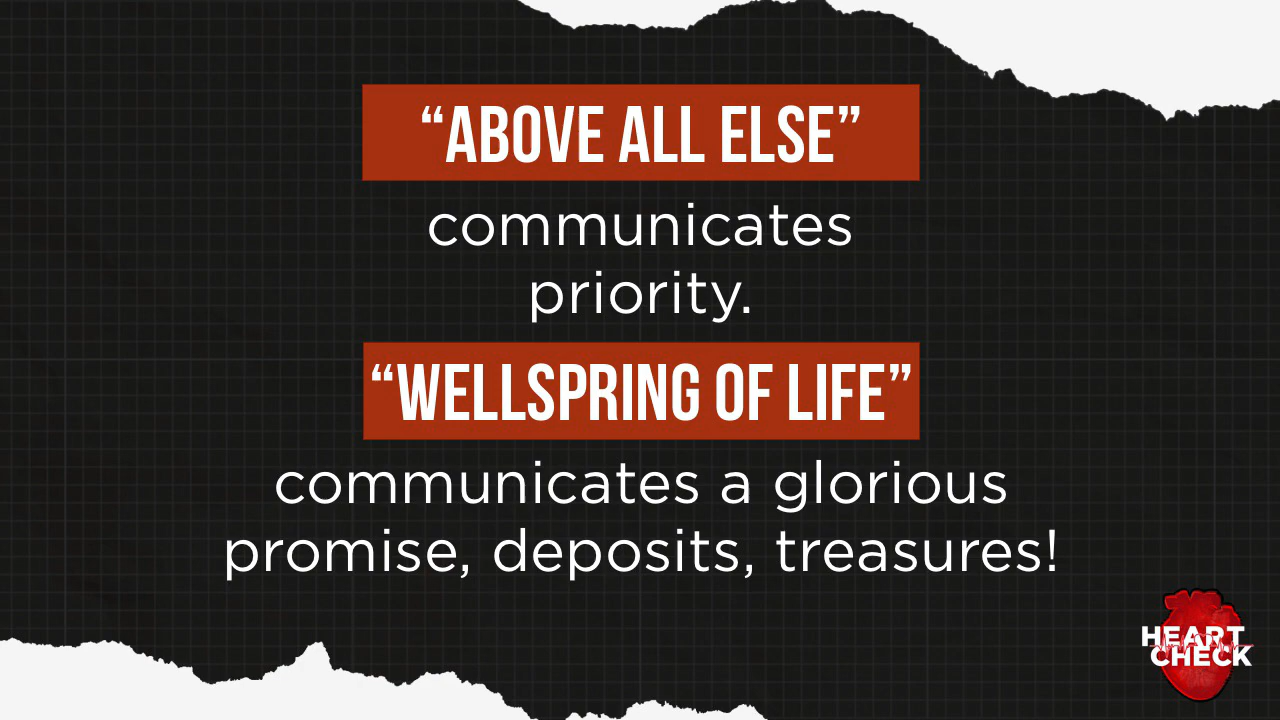 “ABOVE ALL ELSE”
communicates
priority.
“WELLSPRING OF LIFE”
communicates a glorious
promise, deposits, treasures!
HEART
CHECK